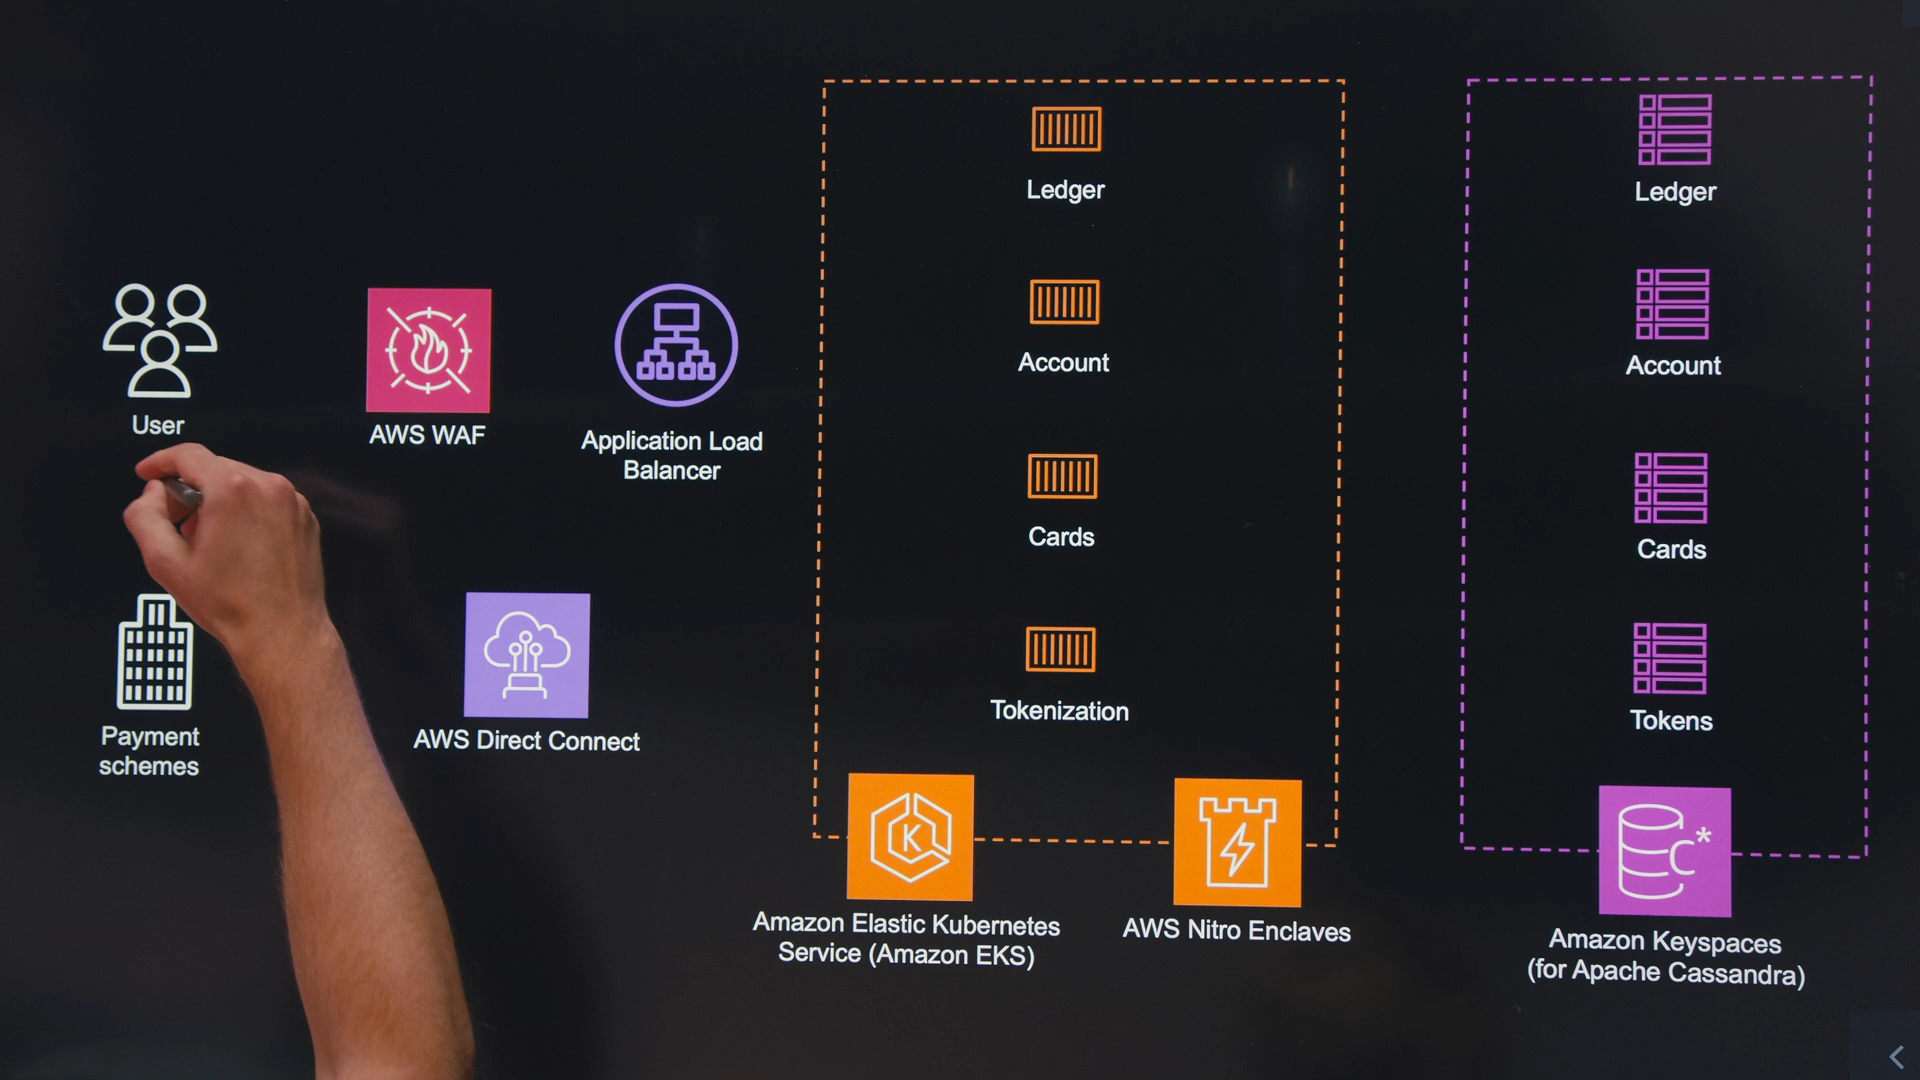 User
AWS WAF
Application Load
Balancer
Payment
schemes
AWS Direct Connect
Ledger
Account
Cards
Tokenization
K
Amazon Elastic Kubernetes
Service (Amazon EKS)
AWS Nitro Enclaves
Ledger
Account
Cards
Tokens
C*
Amazon Keyspaces
(for Apache Cassandra)